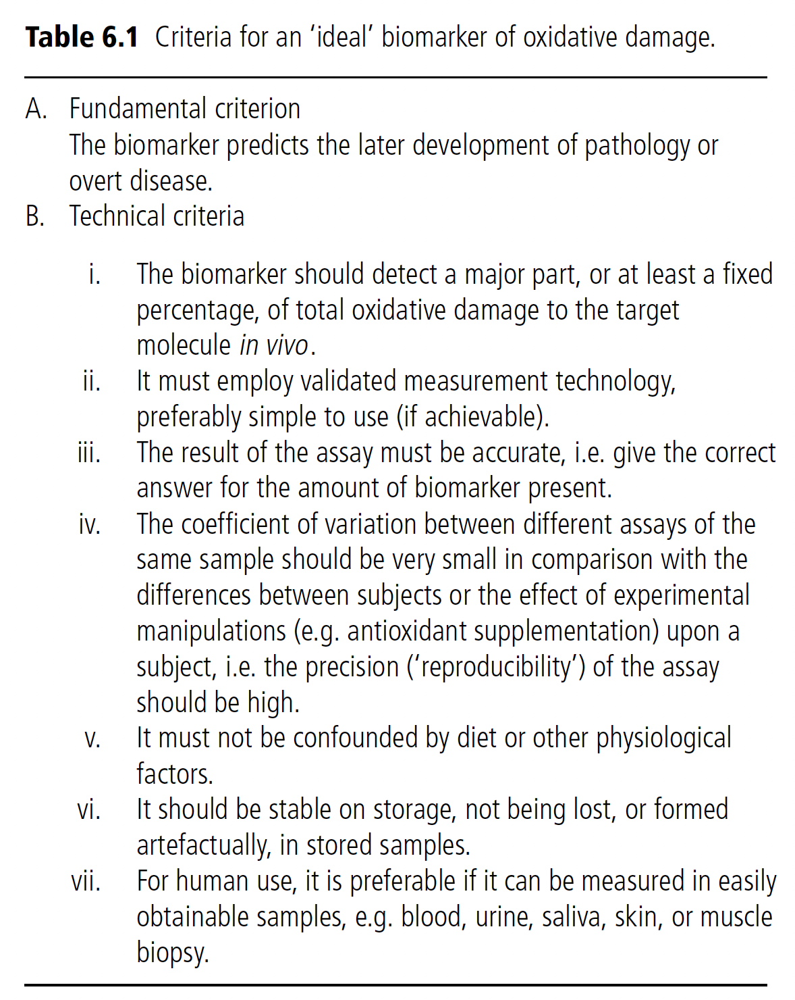 Table 6.1 Criteria for an ‘ideal’ biomarker of oxidative damage.
A. Fundamental criterion
The biomarker predicts the later development of pathology or
overt disease.
B. Technical criteria
i. The biomarker should detect a major part, or at least a fixed
percentage, of total oxidative damage to the target
molecule in vivo.
ii. It must employ validated measurement technology,
preferably simple to use (if achievable).
iii. The result of the assay must be accurate, i.e. give the correct
answer for the amount of biomarker present.
iv. The coefficient of variation between different assays of the
same sample should be very small in comparison with the
differences between subjects or the effect of experimental
manipulations (e.g. antioxidant supplementation) upon a
subject, i.e. the precision (‘reproducibility’) of the assay
should be high.
v. It must not be confounded by diet or other physiological
factors.
vi. It should be stable on storage, not being lost, or formed
artefactually, in stored samples.
vii. For human use, it is preferable if it can be measured in easily
obtainable samples, e.g. blood, urine, saliva, skin, or muscle
biopsy.